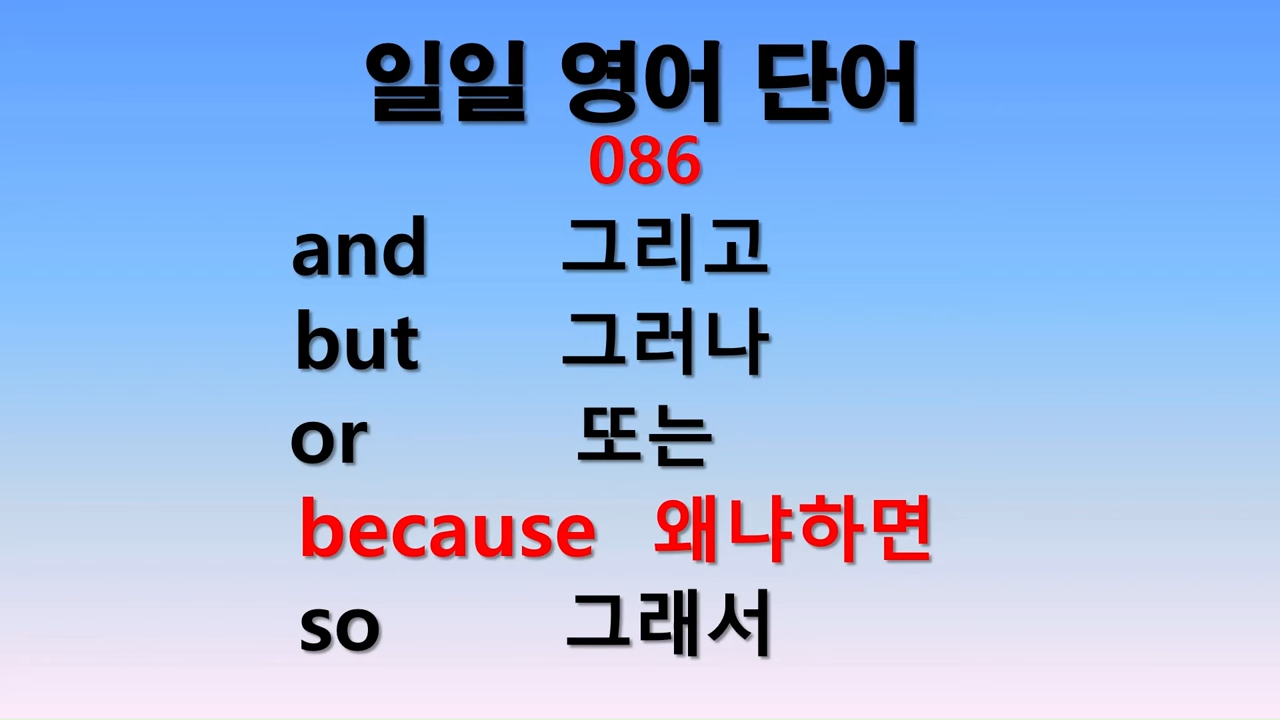 일일 영어 단어
086
and 그리고
but 그러나
or 또는
because 왜냐하면
so 그래서